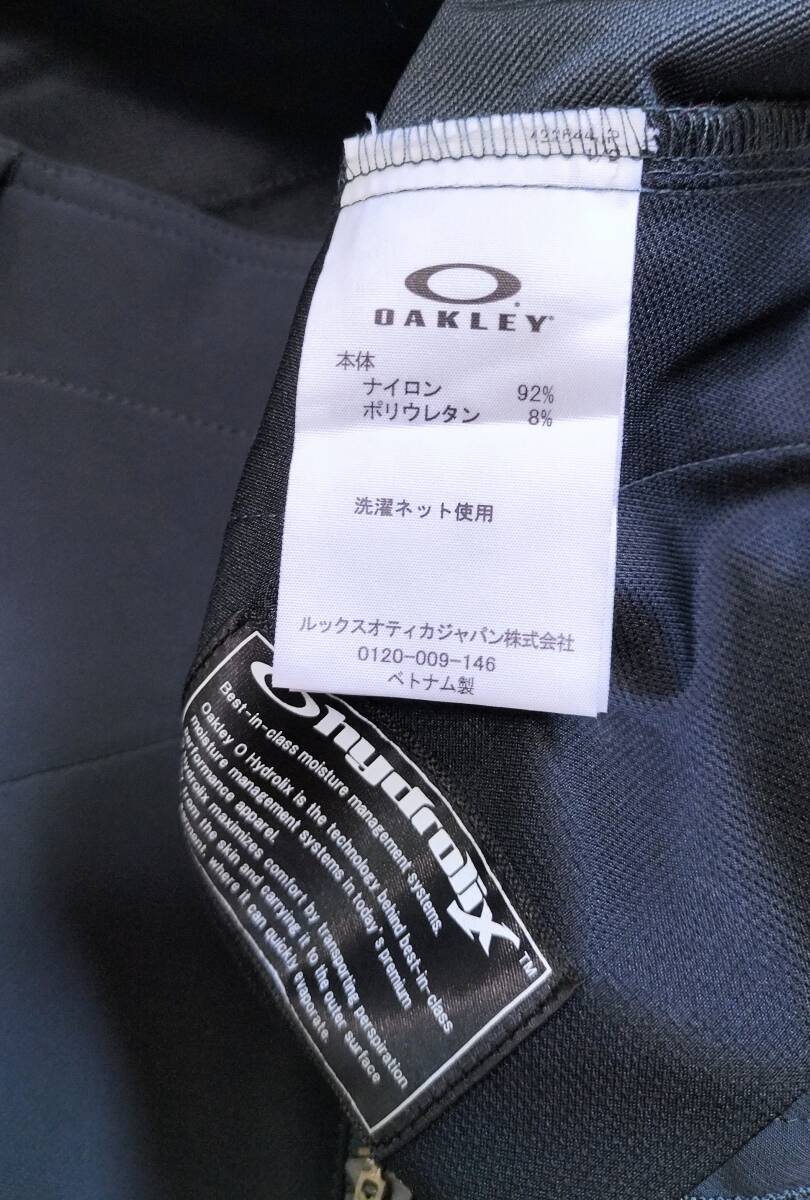 OAKLEY
本体
ナイロン 92%
ポリウレタン 8%
洗濯ネット使用
ルックスオティカジャパン株式会社
0120-009-146
ベトナム製
hydrolix™
Best-in-class moisture management systems.
Oakley O Hydrolix is the technology behind best-in-class
moisture management systems in today's premium
performance apparel.
Hydrolix maximizes comfort by transporting perspiration
from the skin and carrying it to the outer surface
where it can quickly evaporate.